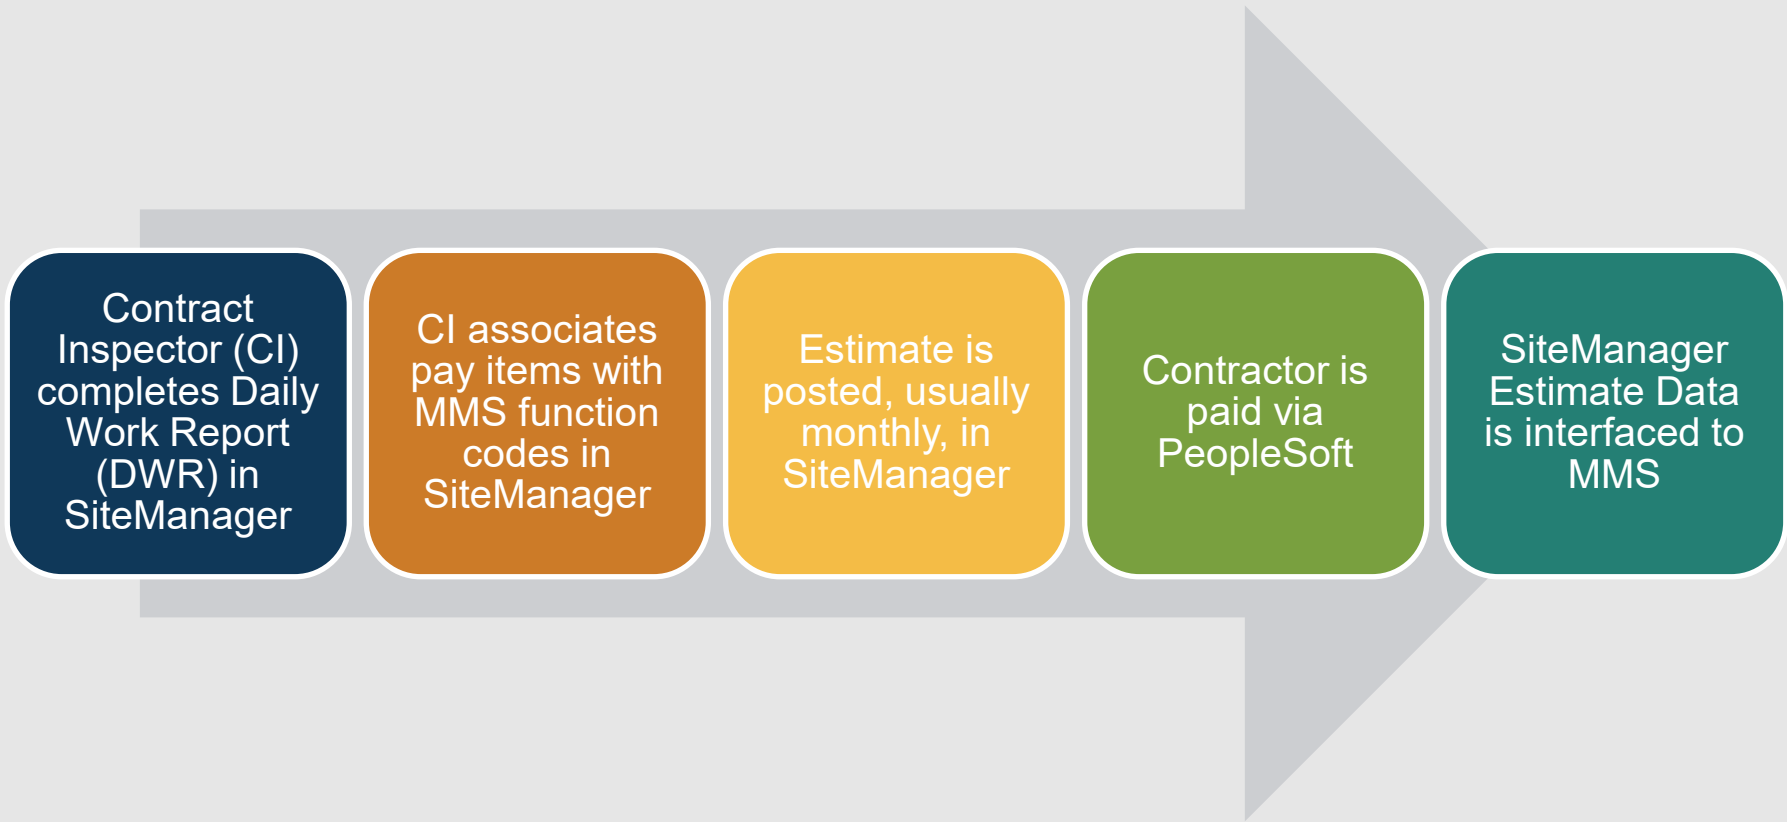 Contract
Inspector (CI)
completes Daily
Work Report
(DWR) in
SiteManager
CI associates
pay items with
MMS function
codes in
SiteManager
Estimate is
posted, usually
monthly, in
SiteManager
Contractor is
paid via
PeopleSoft
SiteManager
Estimate Data
is interfaced to
MMS